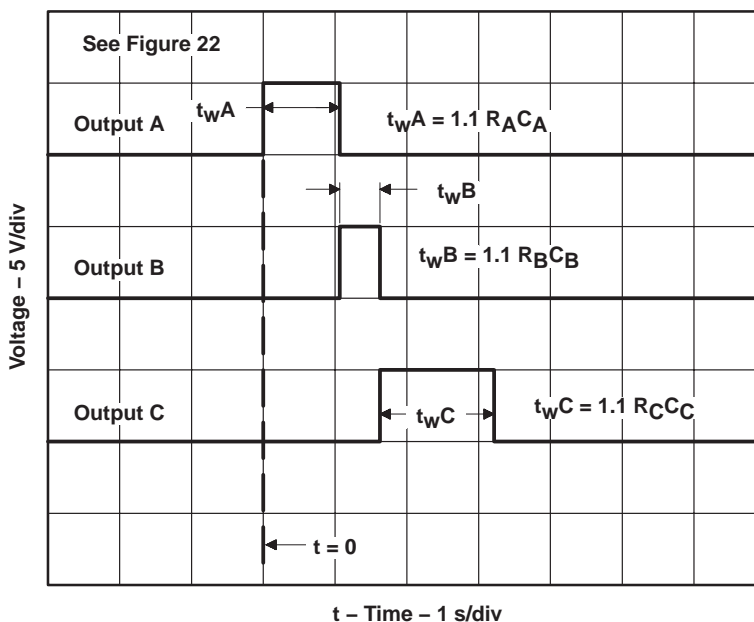 See Figure 22
twA
Output A
twA = 1.1 RACA
twB
Output B
twB = 1.1 RBCB
Output C
twC
twC = 1.1 RCCC
t = 0
Voltage – 5 V/div
t – Time – 1 s/div